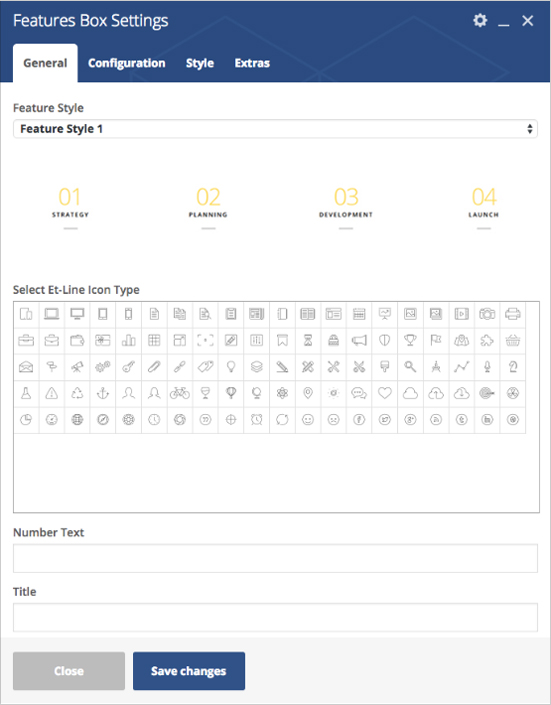 Features Box Settings
General Configuration Style Extras
Feature Style
Feature Style 1
01 02 03 04
STRATEGY PLANNING DEVELOPMENT LAUNCH
Select Et-Line Icon Type
Number Text
Title
Close Save changes